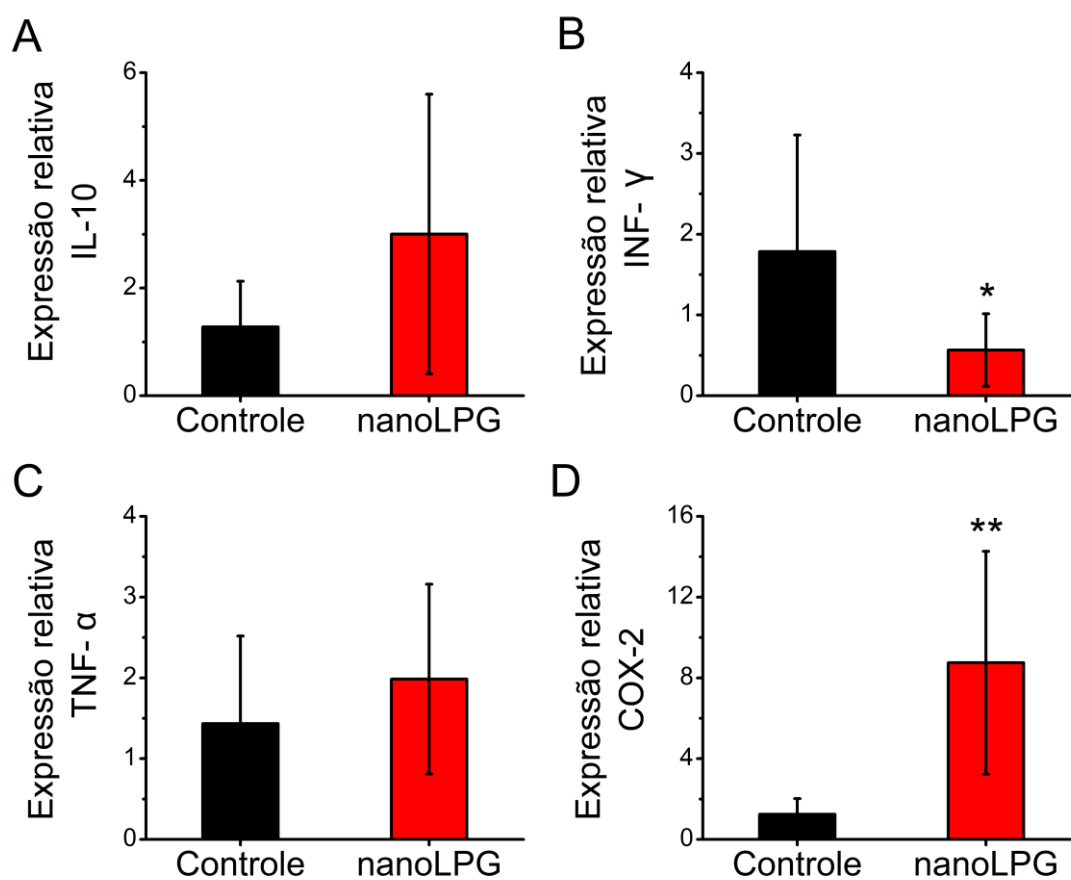 A
Expressão relativa
IL-10
6
4
2
0
Controle
nanoLPG
B
Expressão relativa
INF- γ
4
3
2
1
0
*
Controle
nanoLPG
C
Expressão relativa
TNF- α
4
3
2
1
0
Controle
nanoLPG
D
Expressão relativa
COX-2
16
12
8
4
0
**
Controle
nanoLPG